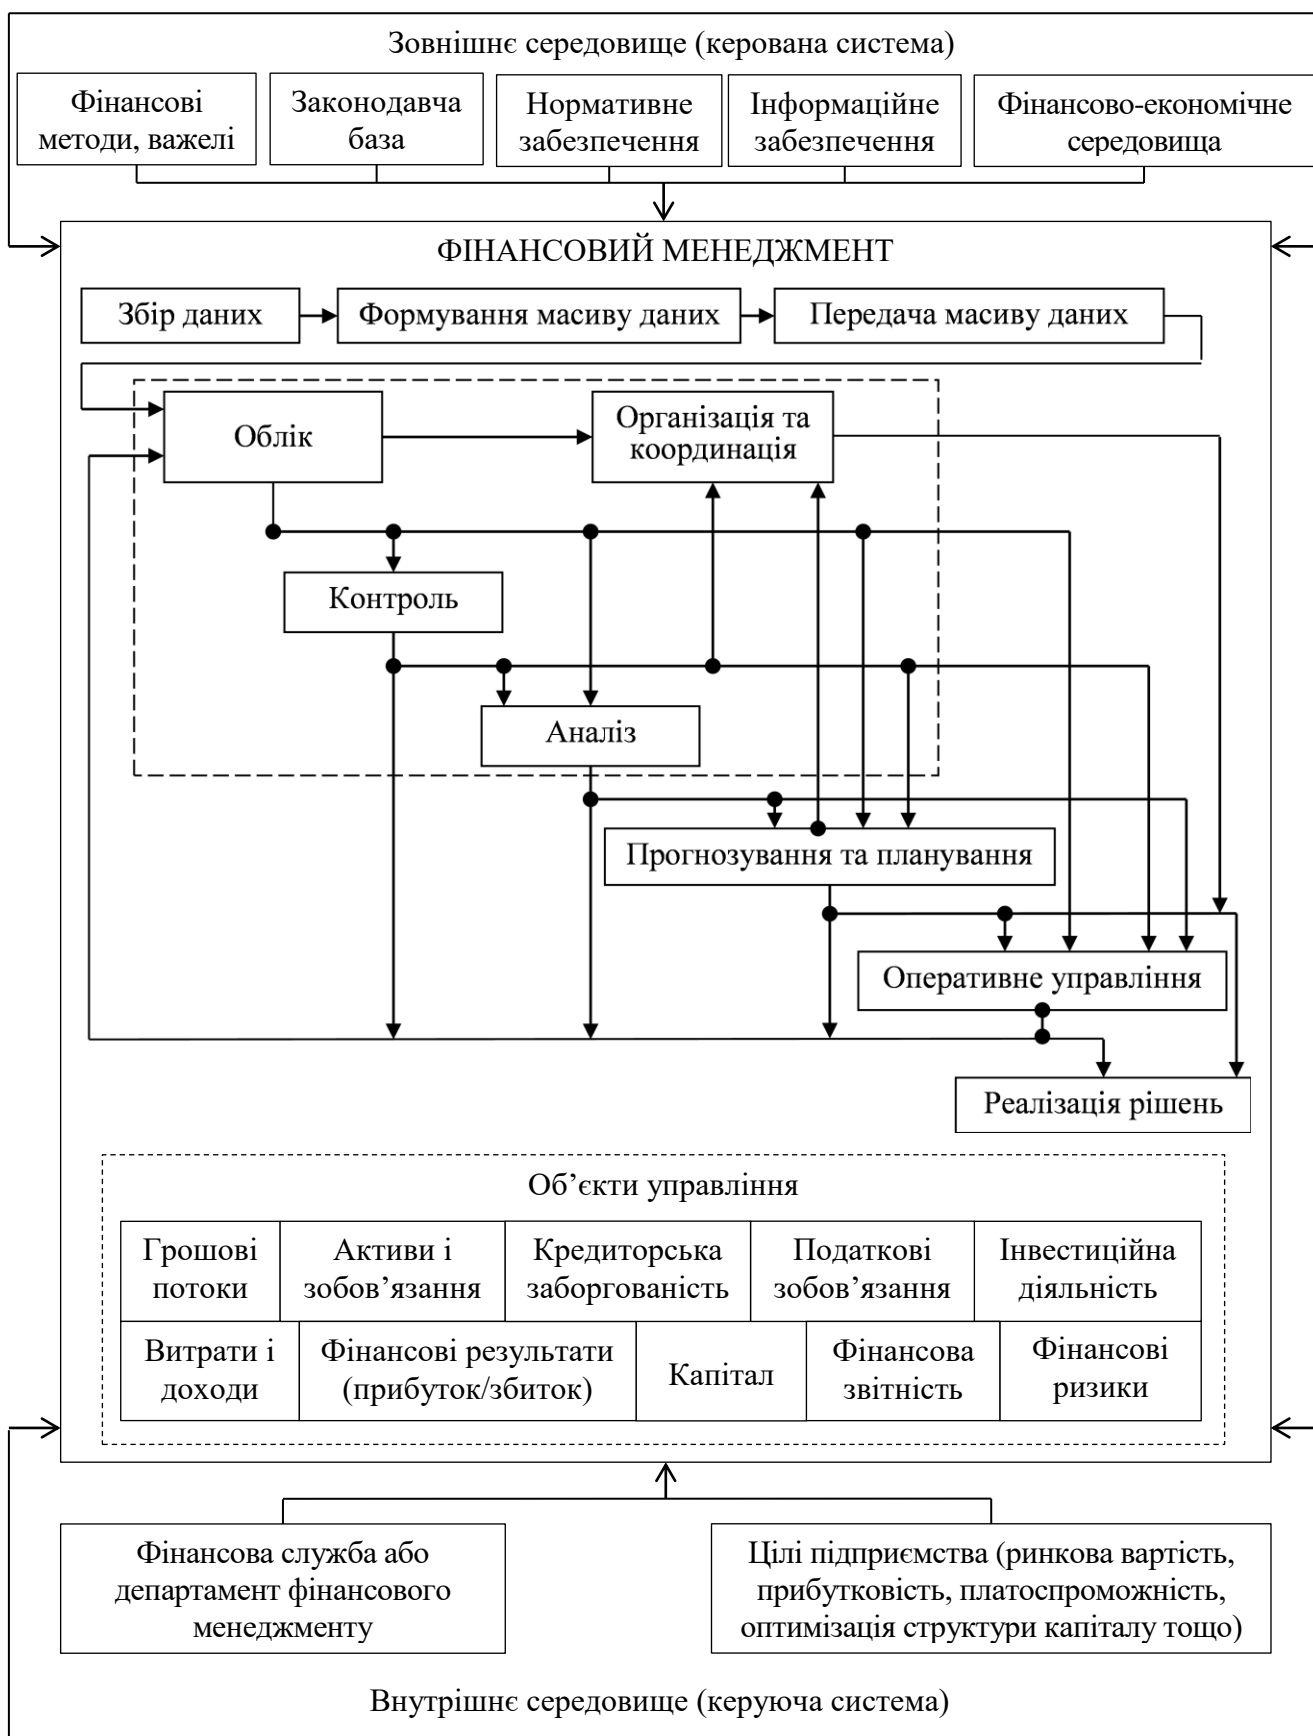 Зовнішнє середовище (керована система)
Фінансові
методи, важелі
Законодавча
база
Нормативне
забезпечення
Інформаційне
забезпечення
Фінансово-економічне
середовища
ФІНАНСОВИЙ МЕНЕДЖМЕНТ
Збір даних
Формування масиву даних
Передача масиву даних
Облік
Організація та
координація
Контроль
Аналіз
Прогнозування та планування
Оперативне управління
Реалізація рішень
Об’єкти управління
Грошові
потоки
Активи і
зобов’язання
Кредиторська
заборгованість
Податкові
зобов’язання
Інвестиційна
діяльність
Витрати і
доходи
Фінансові результати
(прибуток/збиток)
Капітал
Фінансова
звітність
Фінансові
ризики
Фінансова служба або
департамент фінансового
менеджменту
Цілі підприємства (ринкова вартість,
прибутковість, платоспроможність,
оптимізація структури капіталу тощо)
Внутрішнє середовище (керуюча система)